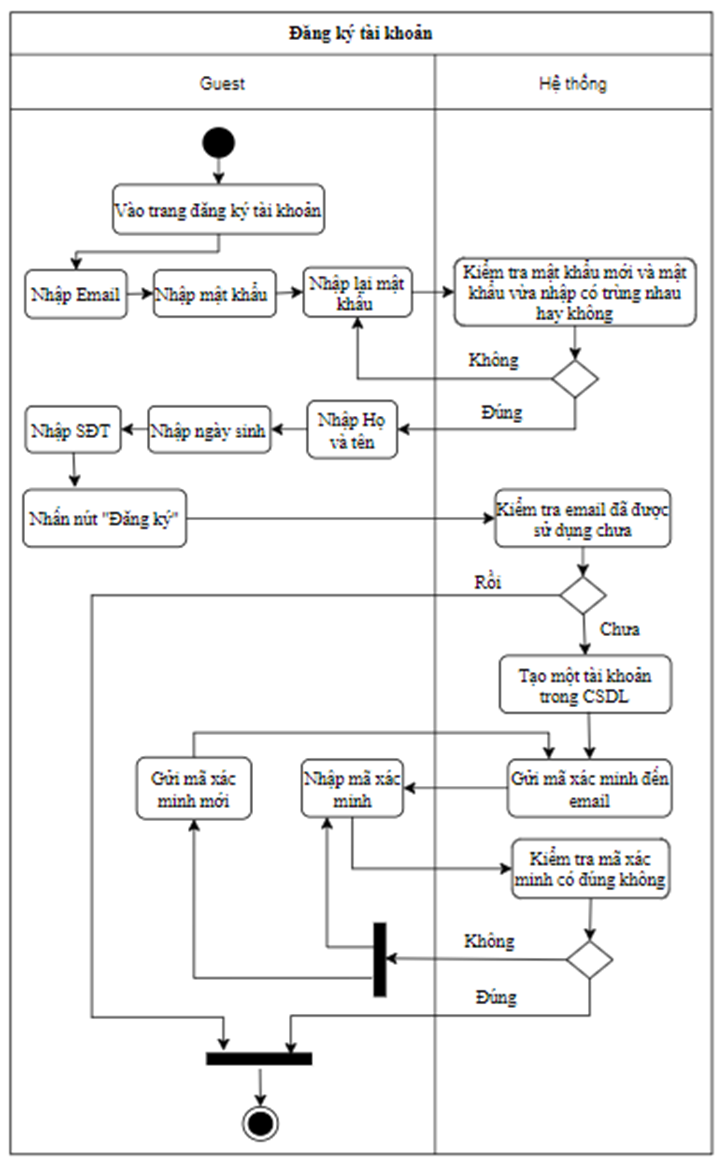 Đăng ký tài khoản
Guest
Hệ thống
Vào trang đăng ký tài khoản
Nhập Email
Nhập mật khẩu
Nhập lại mật
khẩu
Kiểm tra mật khẩu mới và mật
khẩu vừa nhập có trùng nhau
hay không
Không
Đúng
Nhập Họ
và tên
Nhập ngày sinh
Nhập SĐT
Nhấn nút "Đăng ký"
Kiểm tra email đã được
sử dụng chưa
Rồi
Chưa
Tạo một tài khoản
trong CSDL
Gửi mã xác minh đến
email
Nhập mã xác
minh
Gửi mã xác
minh mới
Kiểm tra mã xác
minh có đúng không
Không
Đúng